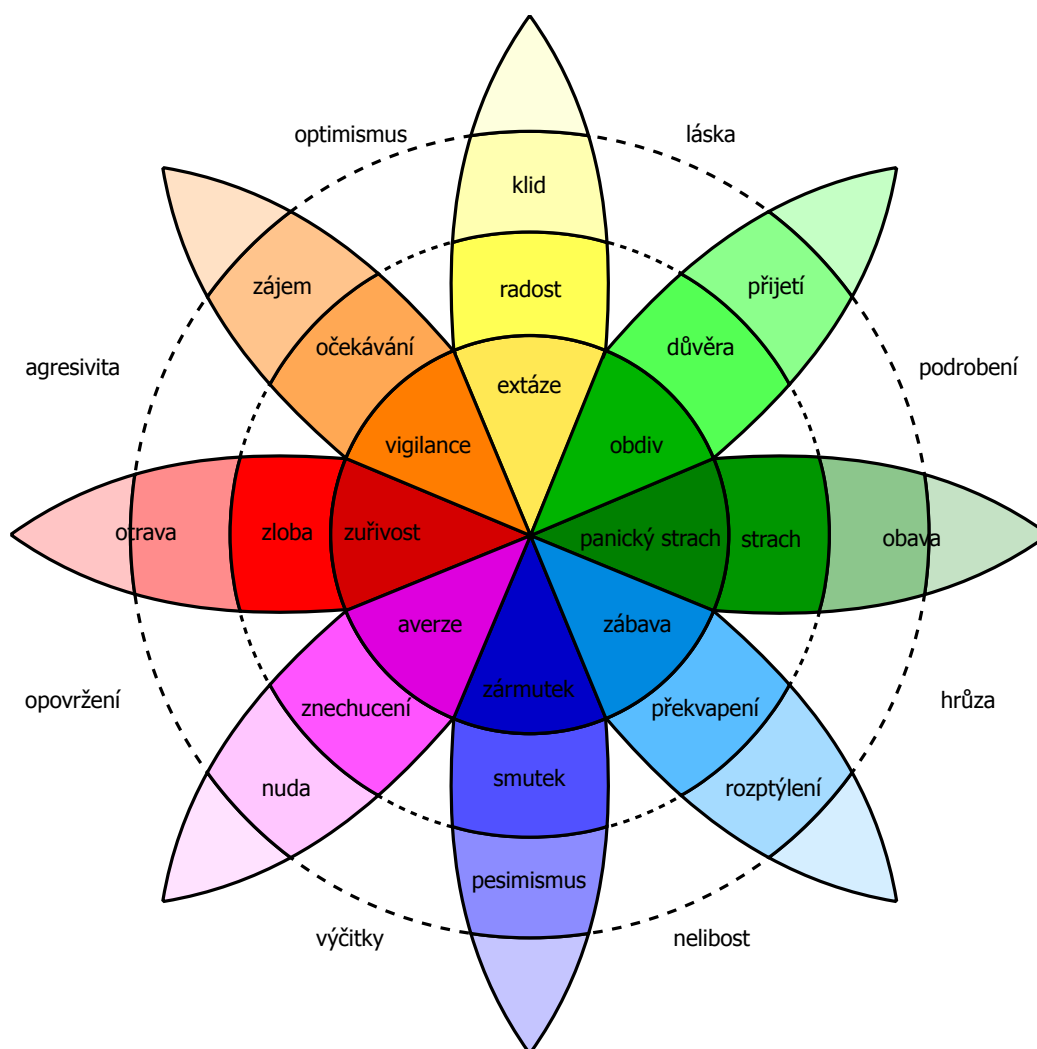 optimismus
láska
klid
zájem
přijetí
radost
očekávání
důvěra
agresivita
podrobení
extáze
vigilance
obdiv
otrava
zloba
zuřivost
panický strach
strach
obava
averze
zábava
zármutek
opovržení
znechucení
překvapení
hrůza
smutek
nuda
rozptýlení
pesimismus
výčitky
nelibost